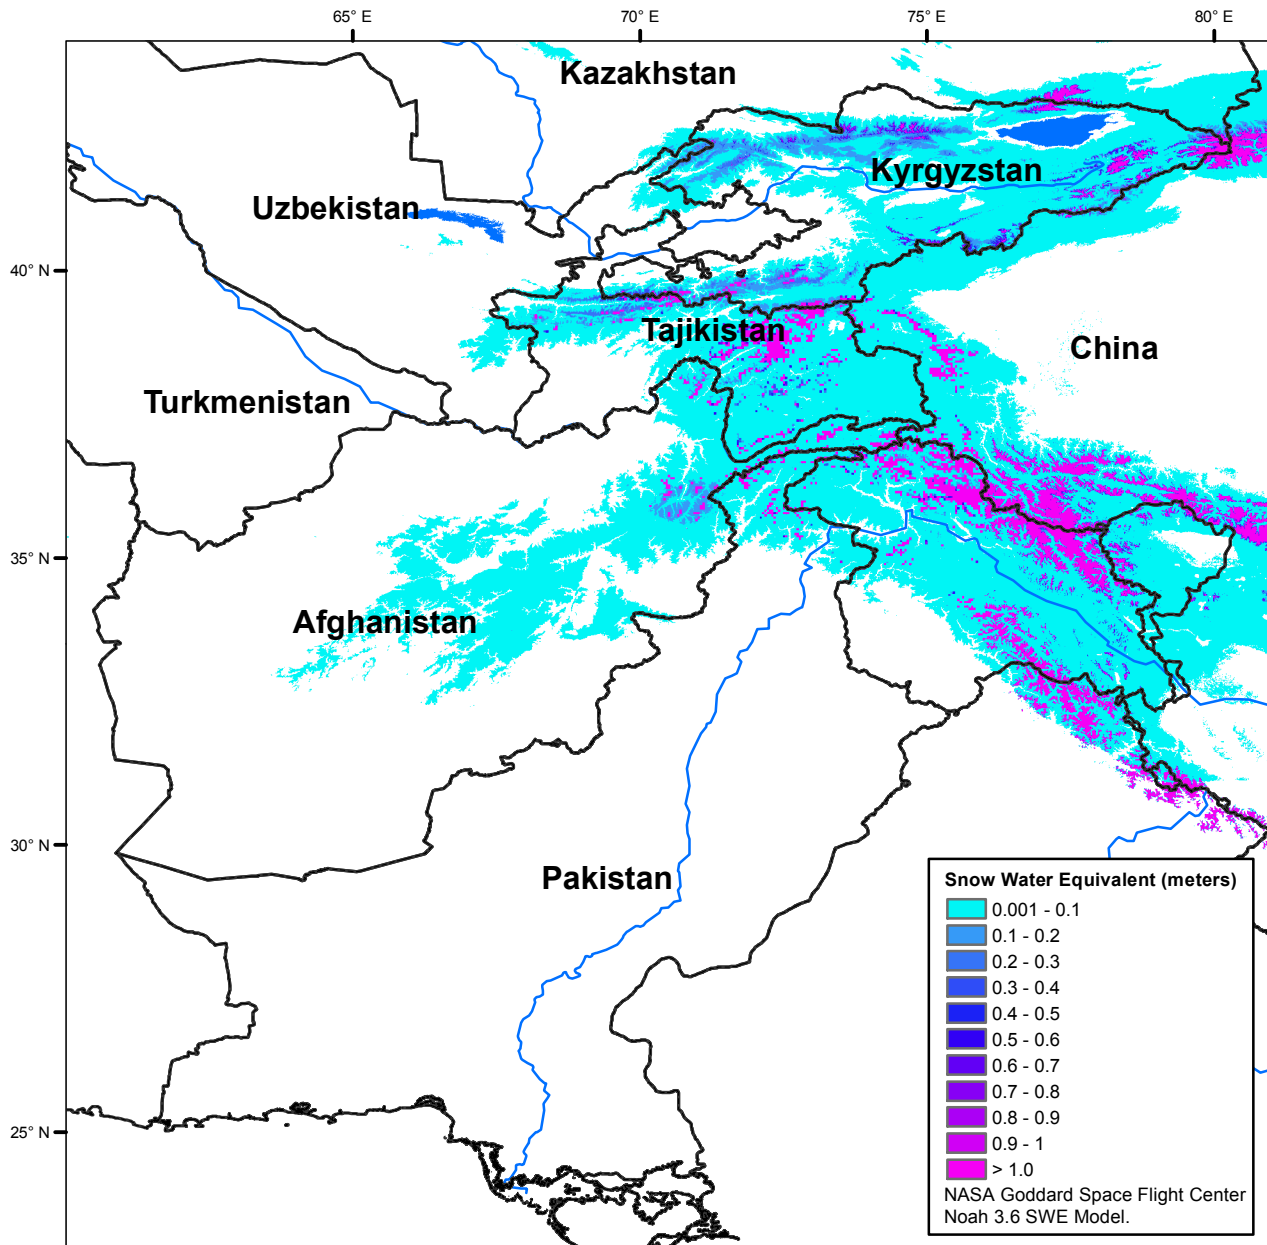 65° E
70° E
75° E
80° E
Kazakhstan
Kyrgyzstan
Uzbekistan
40° N
Tajikistan
China
Turkmenistan
35° N
Afghanistan
30° N
Pakistan
25° N
Snow Water Equivalent (meters)
0.001 - 0.1
0.1 - 0.2
0.2 - 0.3
0.3 - 0.4
0.4 - 0.5
0.5 - 0.6
0.6 - 0.7
0.7 - 0.8
0.8 - 0.9
0.9 - 1
> 1.0
NASA Goddard Space Flight Center
Noah 3.6 SWE Model.